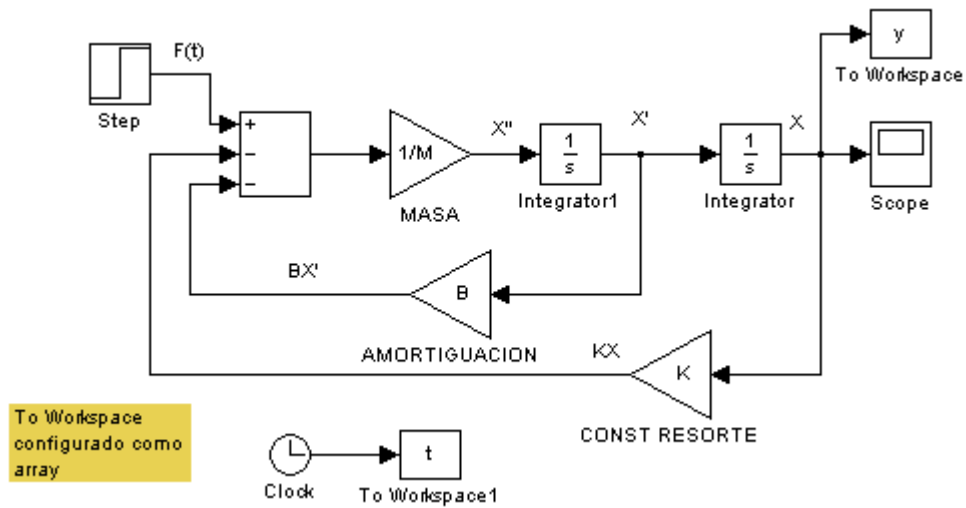 F(t)
Step
+
−
−
1/M
MASA
X"
1
s
Integrator1
X'
1
s
Integrator
X
y
To Workspace
Scope
BX'
B
AMORTIGUACION
KX
K
CONST RESORTE
To Workspace
configurado como
array
Clock
t
To Workspace1